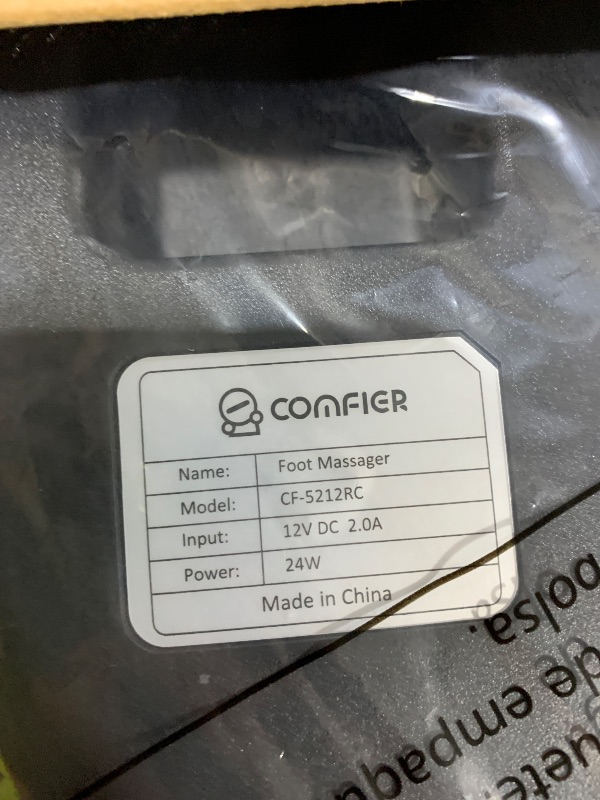 COMFIER
Name: Foot Massager
Model: CF-5212RC
Input: 12V DC 2.0A
Power: 24W
Made in China
de empaqu
bolsa.